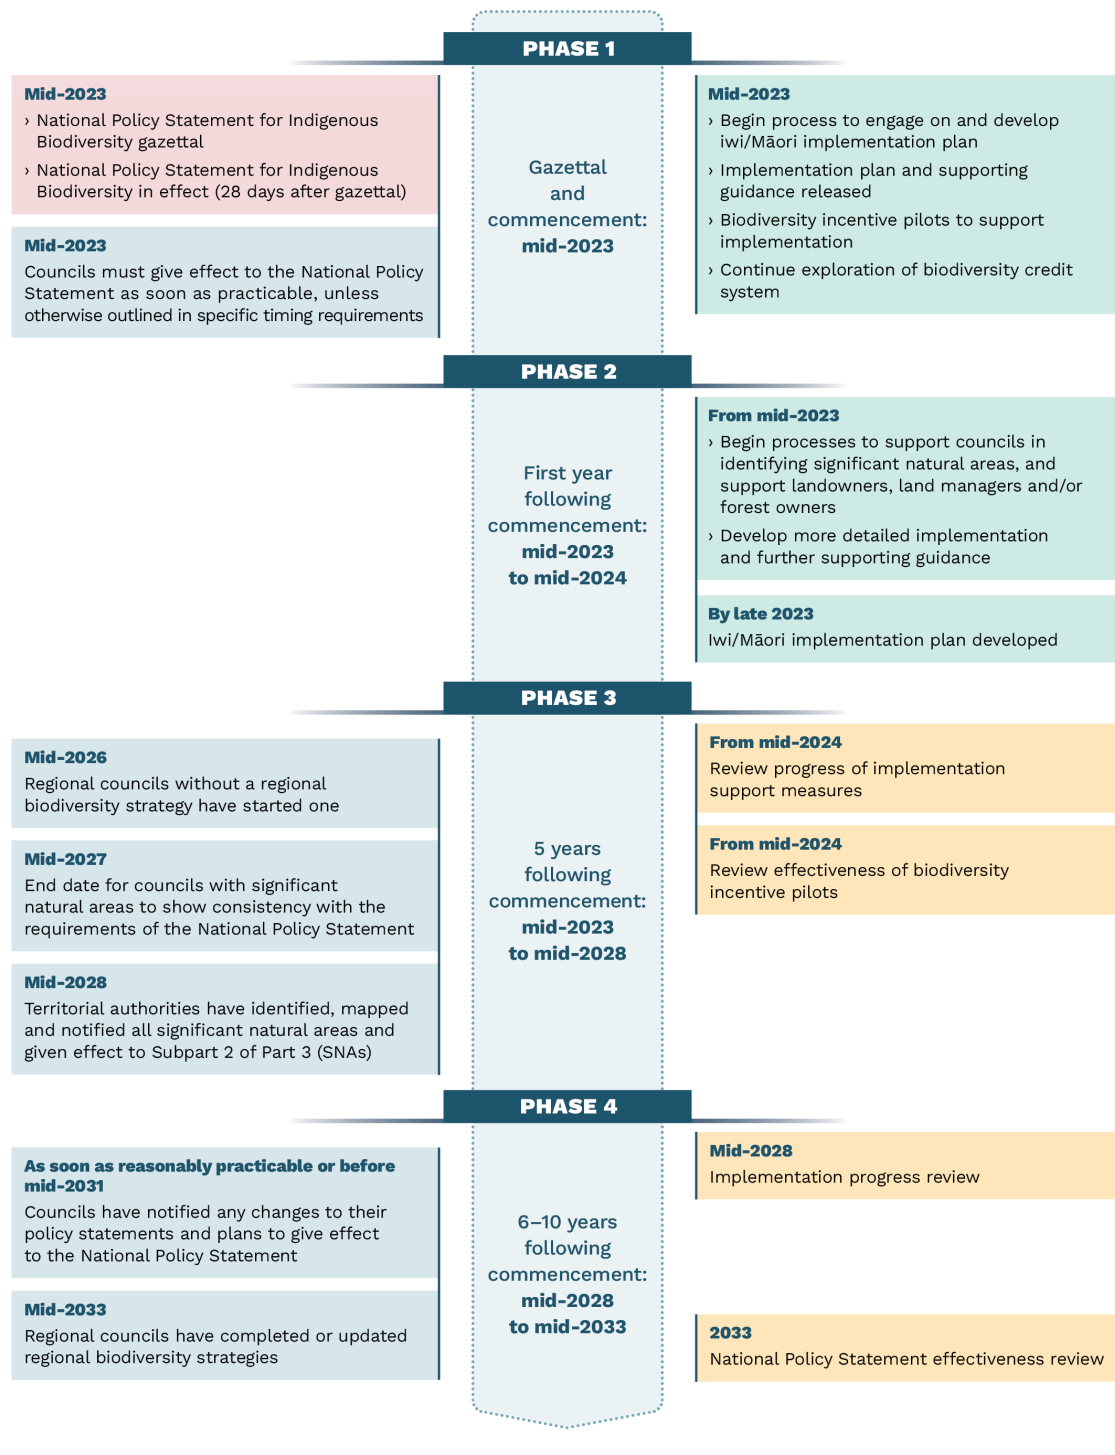 PHASE 1
Mid-2023
› National Policy Statement for Indigenous
Biodiversity gazettal
› National Policy Statement for Indigenous
Biodiversity in effect (28 days after gazettal)
Mid-2023
Councils must give effect to the National Policy
Statement as soon as practicable, unless
otherwise outlined in specific timing requirements
Gazettal
and
commencement:
mid-2023
Mid-2023
› Begin process to engage on and develop
iwi/Māori implementation plan
› Implementation plan and supporting
guidance released
› Biodiversity incentive pilots to support
implementation
› Continue exploration of biodiversity credit
system
PHASE 2
First year
following
commencement:
mid-2023
to mid-2024
From mid-2023
› Begin processes to support councils in
identifying significant natural areas, and
support landowners, land managers and/or
forest owners
› Develop more detailed implementation
and further supporting guidance
By late 2023
Iwi/Māori implementation plan developed
PHASE 3
Mid-2026
Regional councils without a regional
biodiversity strategy have started one
Mid-2027
End date for councils with significant
natural areas to show consistency with the
requirements of the National Policy Statement
Mid-2028
Territorial authorities have identified, mapped
and notified all significant natural areas and
given effect to Subpart 2 of Part 3 (SNAs)
5 years
following
commencement:
mid-2023
to mid-2028
From mid-2024
Review progress of implementation
support measures
From mid-2024
Review effectiveness of biodiversity
incentive pilots
PHASE 4
As soon as reasonably practicable or before
mid-2031
Councils have notified any changes to their
policy statements and plans to give effect
to the National Policy Statement
Mid-2033
Regional councils have completed or updated
regional biodiversity strategies
6–10 years
following
commencement:
mid-2028
to mid-2033
Mid-2028
Implementation progress review
2033
National Policy Statement effectiveness review